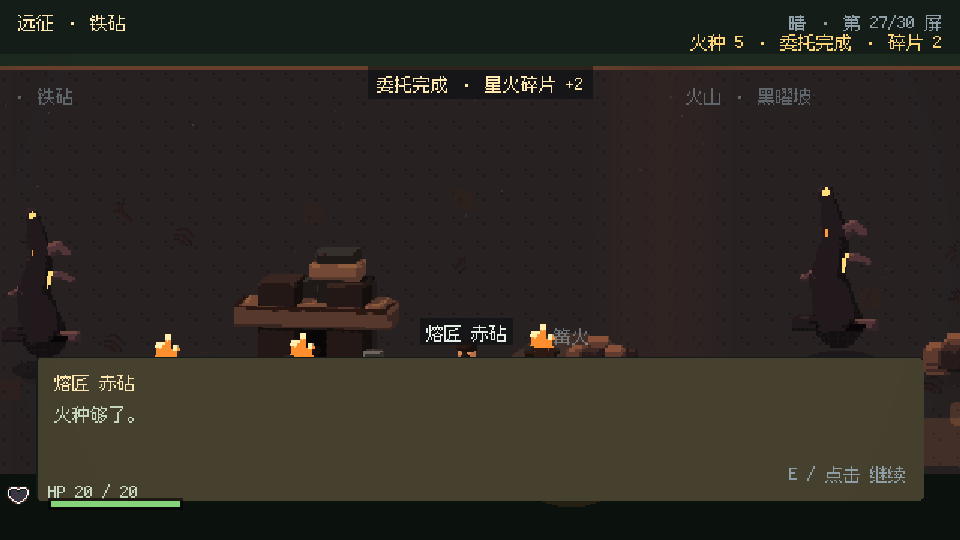 远征 · 铁砧
晴 · 第 27/30 屏
火种 5 · 委托完成 · 碎片 2
委托完成 · 星火碎片 +2
· 铁砧
火山 · 黑曜坡
熔匠 赤砧
篝火
熔匠 赤砧
火种够了。
E / 点击 继续
HP 20 / 20